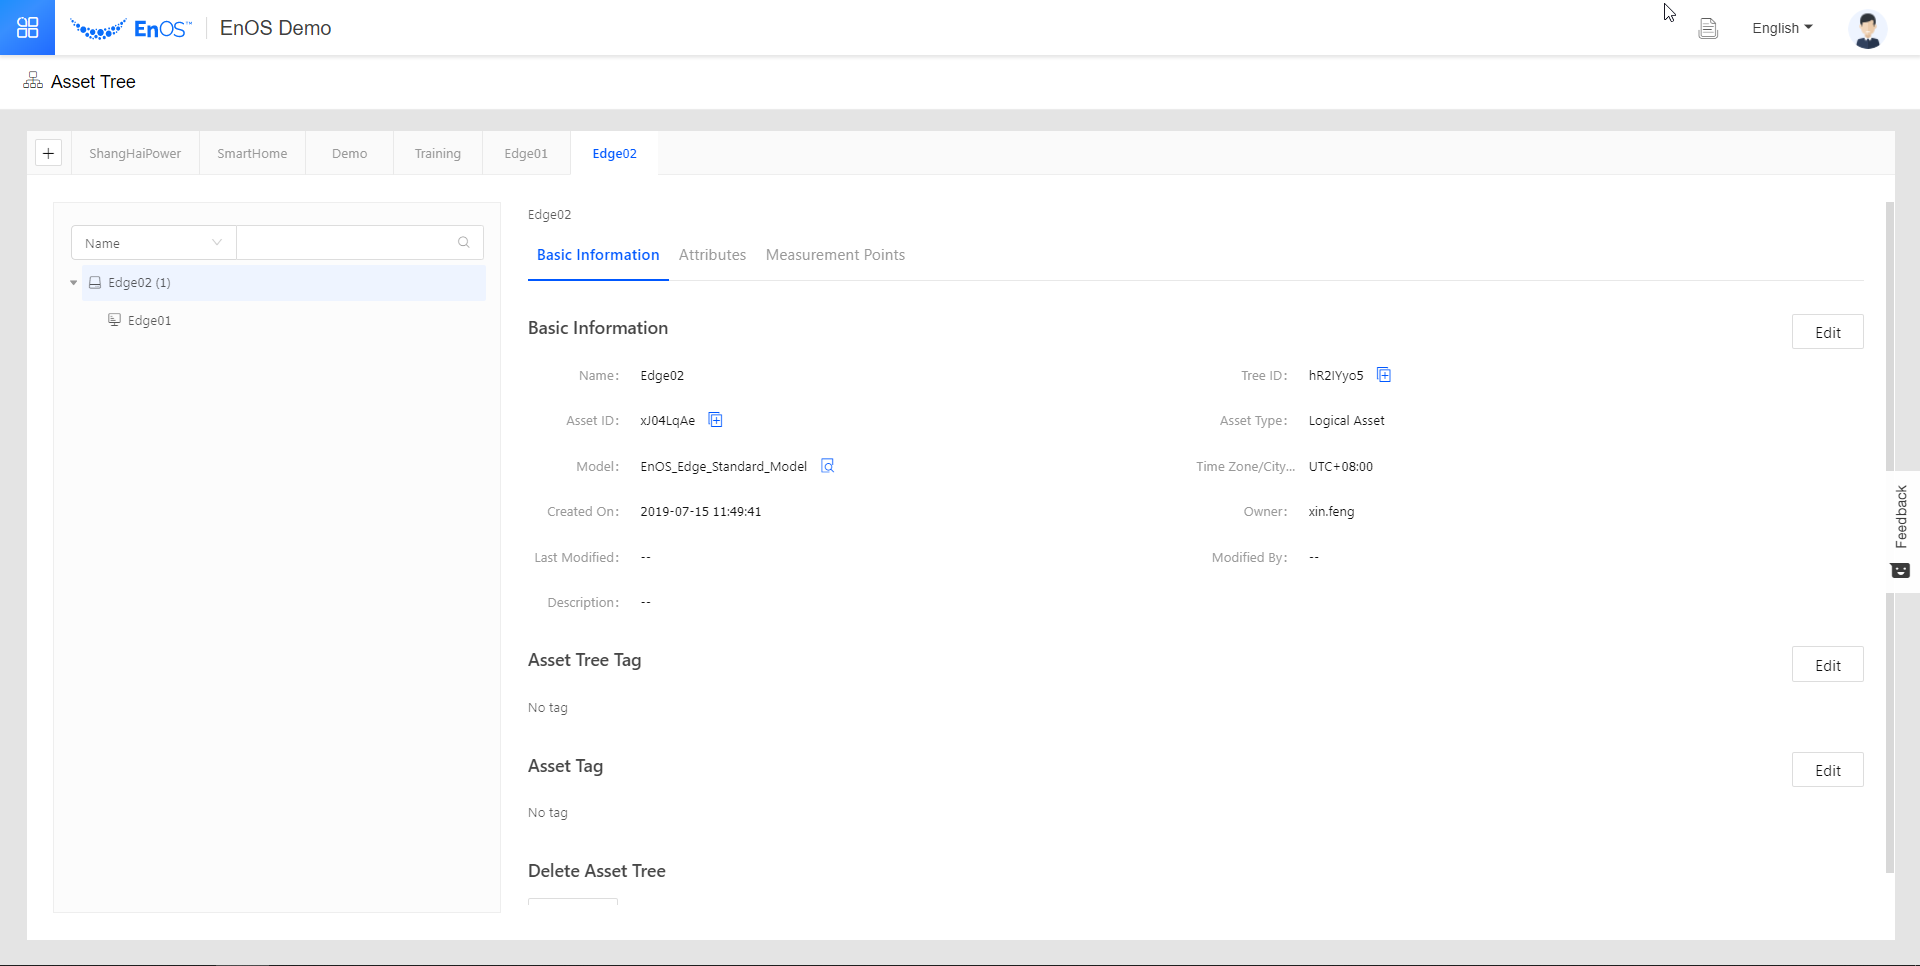 EnOS™ EnOS Demo English
Asset Tree
+ ShangHaiPower SmartHome Demo Training Edge01 Edge02
Name
Edge02 (1)
Edge01
Edge02
Basic Information Attributes Measurement Points
Basic Information Edit
Name: Edge02 Tree ID: hR2IYyo5
Asset ID: xJ04LqAe Asset Type: Logical Asset
Model: EnOS_Edge_Standard_Model Time Zone/City... UTC+08:00
Created On: 2019-07-15 11:49:41 Owner: xin.feng
Last Modified: -- Modified By: --
Description: --
Asset Tree Tag Edit
No tag
Asset Tag Edit
No tag
Delete Asset Tree
Feedback